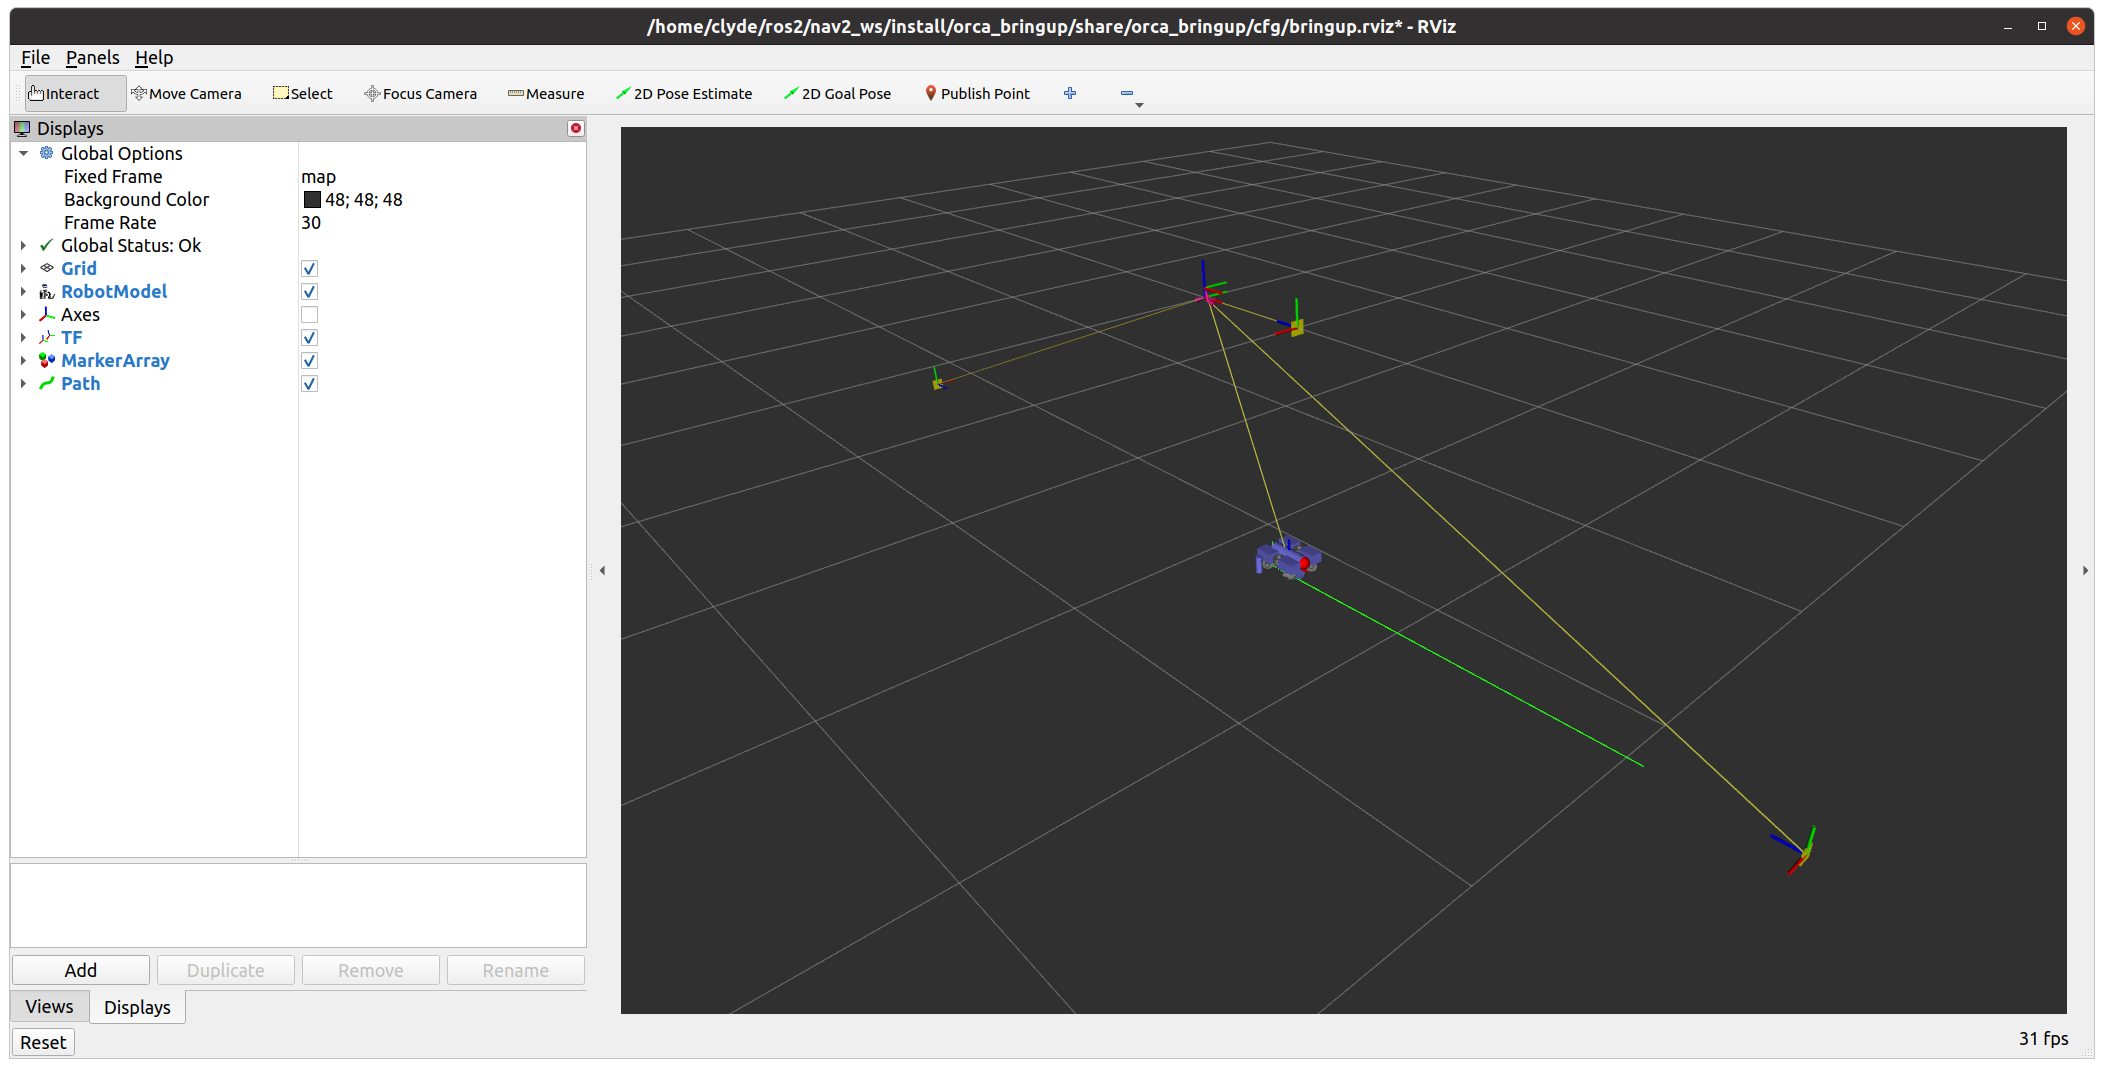 /home/clyde/ros2/nav2_ws/install/orca_bringup/share/orca_bringup/cfg/bringup.rviz* - RViz
File Panels Help
Interact Move Camera Select Focus Camera Measure 2D Pose Estimate 2D Goal Pose Publish Point
Displays
Global Options
Fixed Frame map
Background Color 48; 48; 48
Frame Rate 30
Global Status: Ok
Grid
RobotModel
Axes
TF
MarkerArray
Path
Add Duplicate Remove Rename
Views Displays
Reset
31 fps